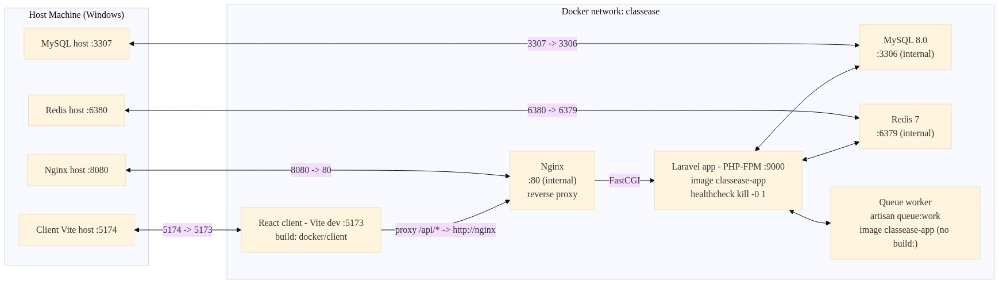 Host Machine (Windows)
MySQL host :3307
Redis host :6380
Nginx host :8080
Client Vite host :5174
Docker network: classease
3307 -> 3306
6380 -> 6379
8080 -> 80
5174 -> 5173
React client - Vite dev :5173
build: docker/client
proxy /api/* -> http://nginx
Nginx
:80 (internal)
reverse proxy
FastCGI
Laravel app - PHP-FPM :9000
image classease-app
healthcheck kill -0 1
MySQL 8.0
:3306 (internal)
Redis 7
:6379 (internal)
Queue worker
artisan queue:work
image classease-app (no
build:)